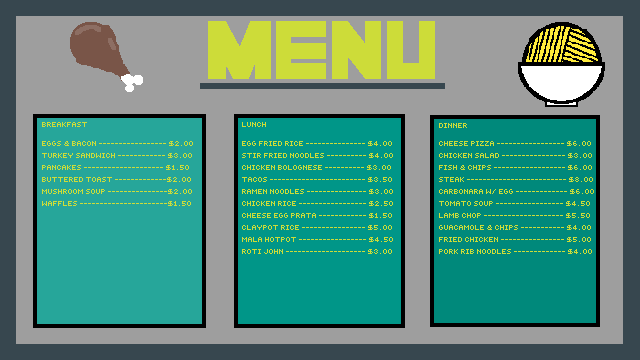 MENU
BREAKFAST
EGGS & BACON ---------------- $2.00
TURKEY SANDWICH ---------------- $3.00
PANCAKES ---------------- $1.50
BUTTERED TOAST ---------------- $2.00
MUSHROOM SOUP ---------------- $2.00
WAFFLES ---------------- $1.50
LUNCH
EGG FRIED RICE ---------------- $4.00
STIR FRIED NOODLES ---------------- $4.00
CHICKEN BOLOGNESE ---------------- $3.00
TACOS ---------------- $3.50
RAMEN NOODLES ---------------- $3.00
CHICKEN RICE ---------------- $2.50
CHEESE EGG PRATA ---------------- $1.50
CLAYPOT RICE ---------------- $5.00
MALA HOTPOT ---------------- $4.50
ROTI JOHN ---------------- $3.00
DINNER
CHEESE PIZZA ---------------- $6.00
CHICKEN SALAD ---------------- $3.00
FISH & CHIPS ---------------- $6.00
STEAK ---------------- $8.00
CARBONARA W/ EGG ---------------- $6.00
TOMATO SOUP ---------------- $4.50
LAMB CHOP ---------------- $5.50
GUACAMOLE & CHIPS ---------------- $4.00
FRIED CHICKEN ---------------- $5.00
PORK RIB NOODLES ---------------- $4.00